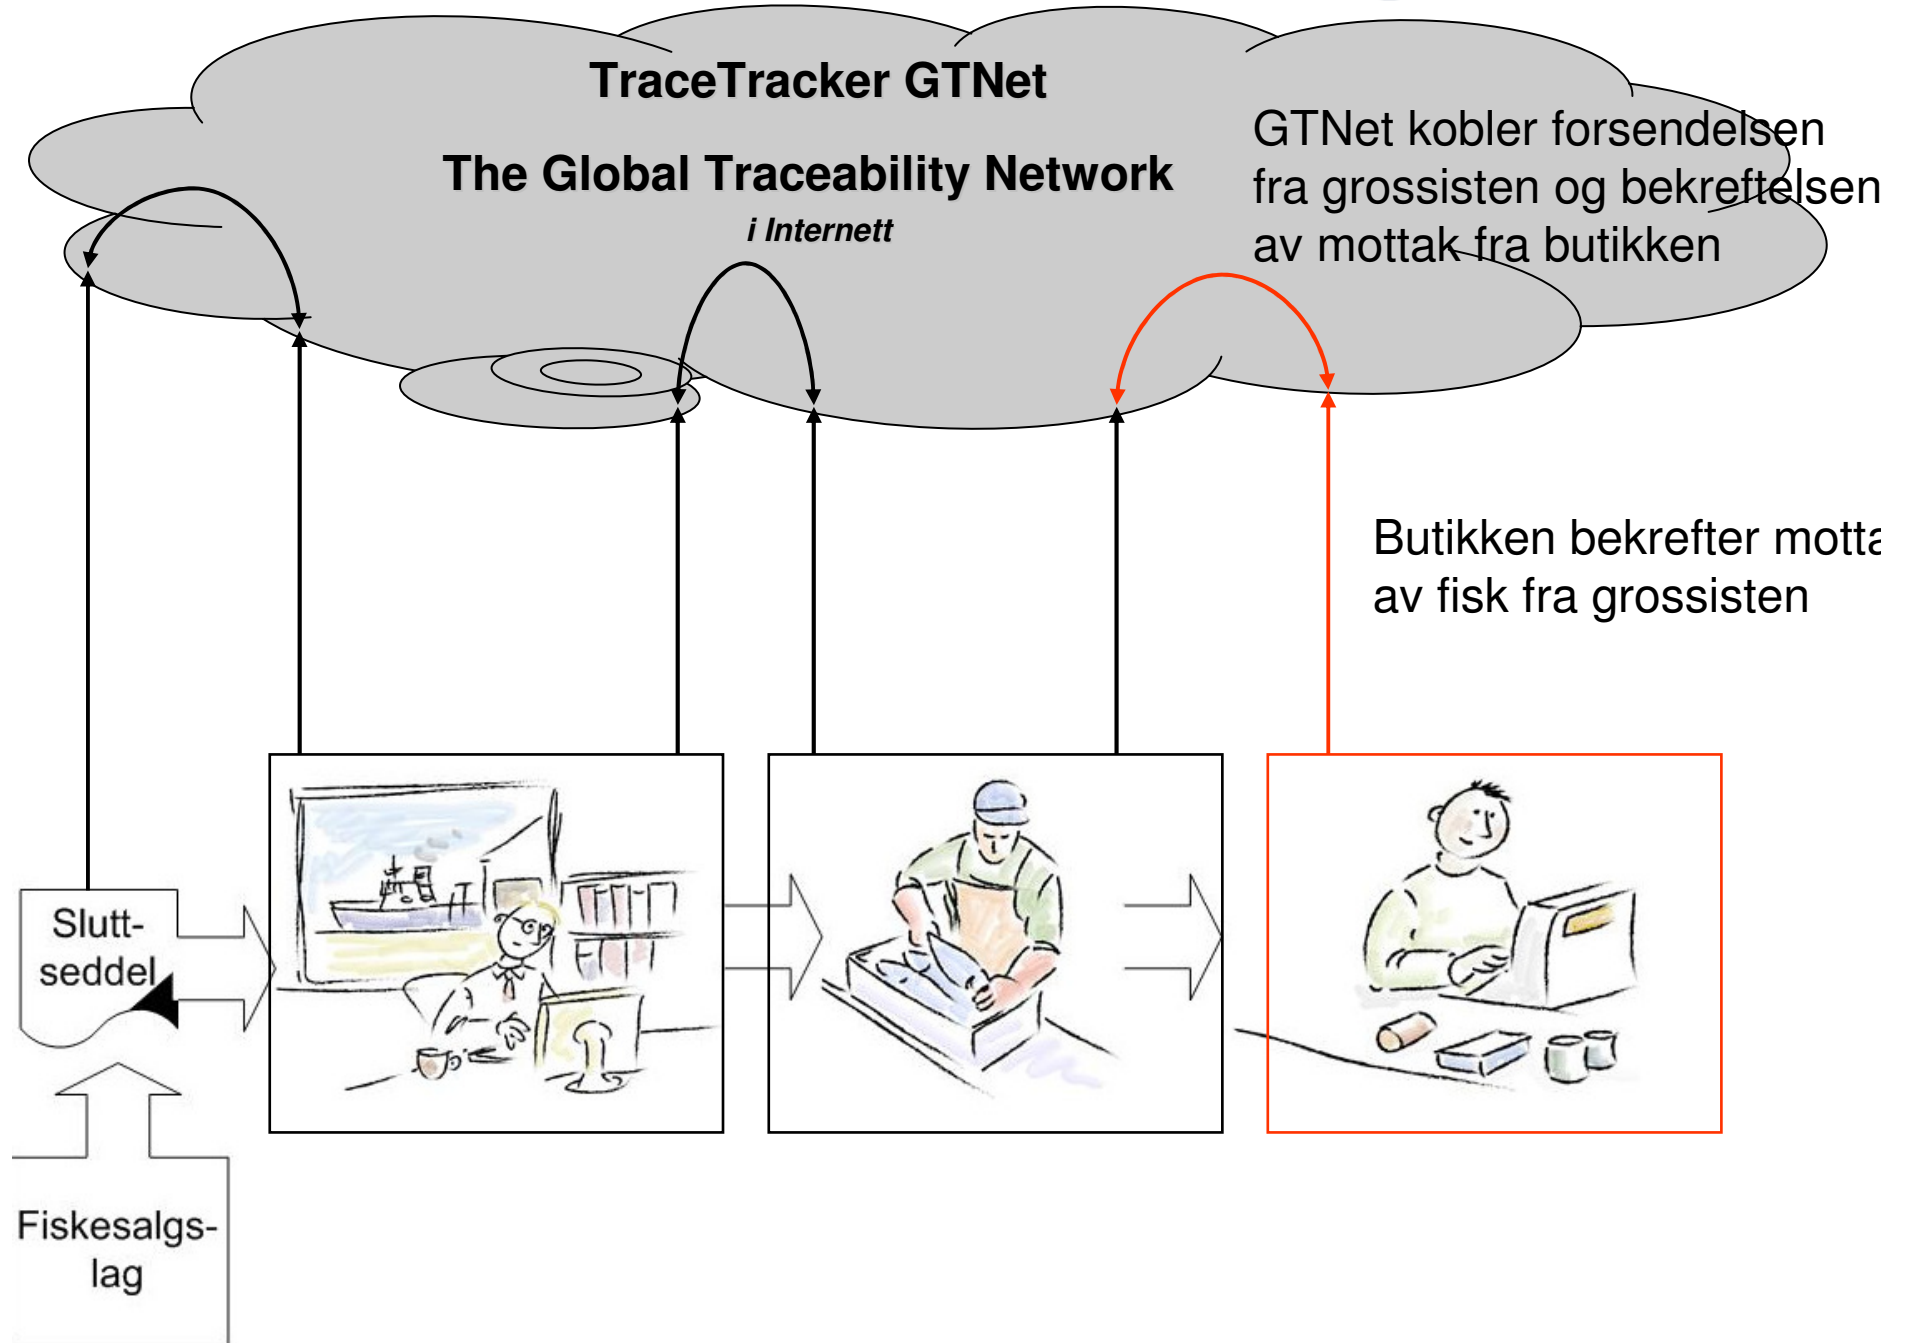 TraceTracker GTNet
The Global Traceability Network
i Internett
GTNet kobler forsendelsen
fra grossisten og bekreftelsen
av mottak fra butikken
Butikken bekrefter motta
av fisk fra grossisten
Slutt-
seddel
Fiskesalgs-
lag